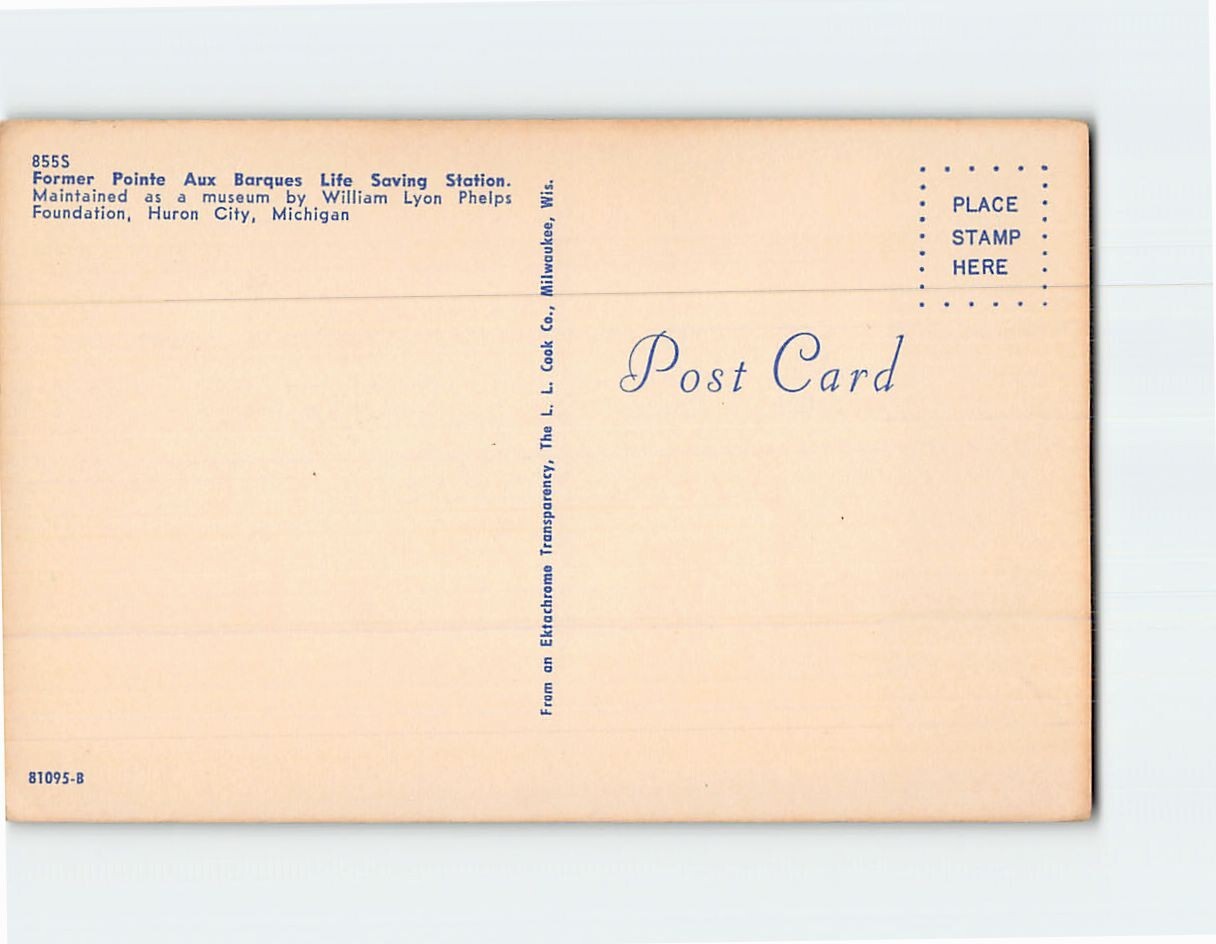 855S
Former Pointe Aux Barques Life Saving Station.
Maintained as a museum by William Lyon Phelps
Foundation, Huron City, Michigan
From an Ektachrome Transparency, The L. L. Cook Co., Milwaukee, Wis.
PLACE
STAMP
HERE
Post Card
81095-B